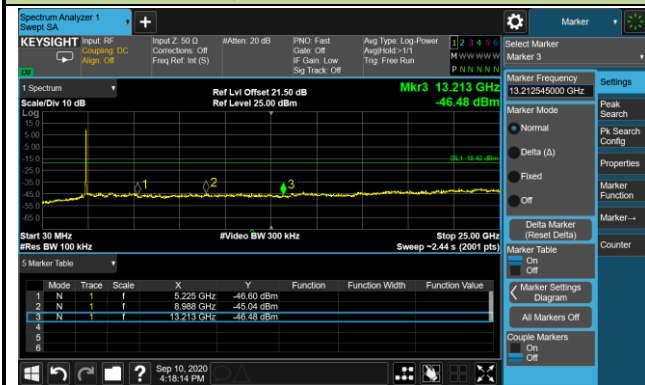 Spectrum Analyzer 1
Swept SA
+
Marker
KEYSIGHT
Input: RF
Coupling: DC
Align: Off
Input Z: 50 Ω
Corrections: Off
Freq Ref: Int (S)
#Atten: 20 dB
PNO: Fast
Gate: Off
IF Gain: Low
Sig Track: Off
Avg Type: Log-Power
Avg|Hold:>1/1
Trig: Free Run
1 2 3 4 5 6
M W W W W W
P N N N N N
LW
Select Marker
Marker 3
1 Spectrum
Scale/Div 10 dB
Ref Lvl Offset 21.50 dB
Ref Level 25.00 dBm
Mkr3 13.213 GHz
-46.48 dBm
Log
15.0
5.00
-5.00
-15.0
-25.0
-35.0
-45.0
-55.0
-65.0
DL1 -18.42 dBm
1
2
3
Start 30 MHz
#Res BW 100 kHz
#Video BW 300 kHz
Stop 25.00 GHz
Sweep ~2.44 s (2001 pts)
5 Marker Table
Mode Trace Scale X Y Function Function Width Function Value
1 N 1 f 5.225 GHz -46.60 dBm
2 N 1 f 8.988 GHz -45.04 dBm
3 N 1 f 13.213 GHz -46.48 dBm
4
5
6
Marker Frequency
13.212545000 GHz
Marker Mode
Normal
Delta (Δ)
Fixed
Off
Delta Marker
(Reset Delta)
Marker Table
On
Off
Marker Settings
Diagram
All Markers Off
Couple Markers
On
Off
Settings
Peak
Search
Pk Search
Config
Properties
Marker
Function
Marker→
Counter
?
Sep 10, 2020
4:18:14 PM